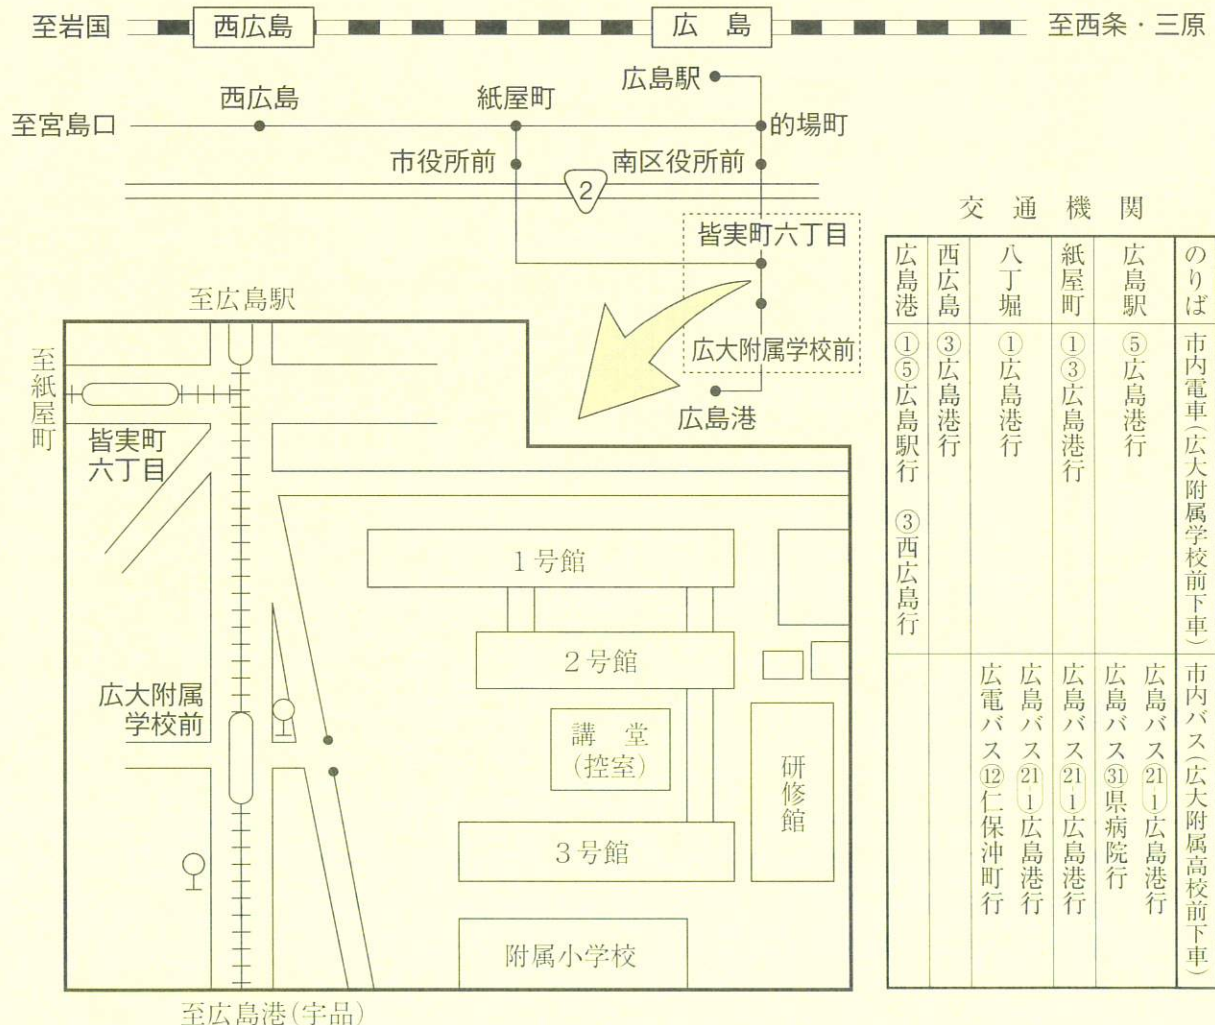 至岩国
西広島
広島
至西条・三原
広島駅
西広島
紙屋町
至宮島口
的場町
市役所前
南区役所前
2
皆実町六丁目
広大附属学校前
広島港
至広島駅
至紙屋町
皆実町
六丁目
広大附属
学校前
1号館
2号館
講堂
(控室)
研修館
3号館
附属小学校
至広島港(宇品)
交通機関
のりば
市内電車(広大附属学校前下車)
市内バス(広大附属高校前下車)
広島駅
⑤広島港行
広島バス㉑-1広島港行
広島バス㉛県病院行
紙屋町
①③広島港行
広島バス㉑-1広島港行
八丁堀
①広島港行
広島バス㉑-1広島港行
広電バス⑫仁保沖町行
西広島
③広島港行
広島港
①⑤広島駅行 ③西広島行